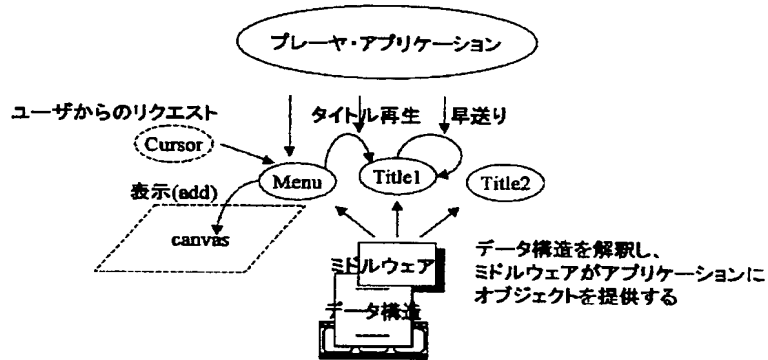 プレーヤ・アプリケーション
ユーザからのリクエスト
タイトル再生
早送り
Cursor
Menu
Title1
Title2
表示(add)
canvas
ミドルウェア
データ構造
データ構造を解釈し、
ミドルウェアがアプリケーションに
オブジェクトを提供する